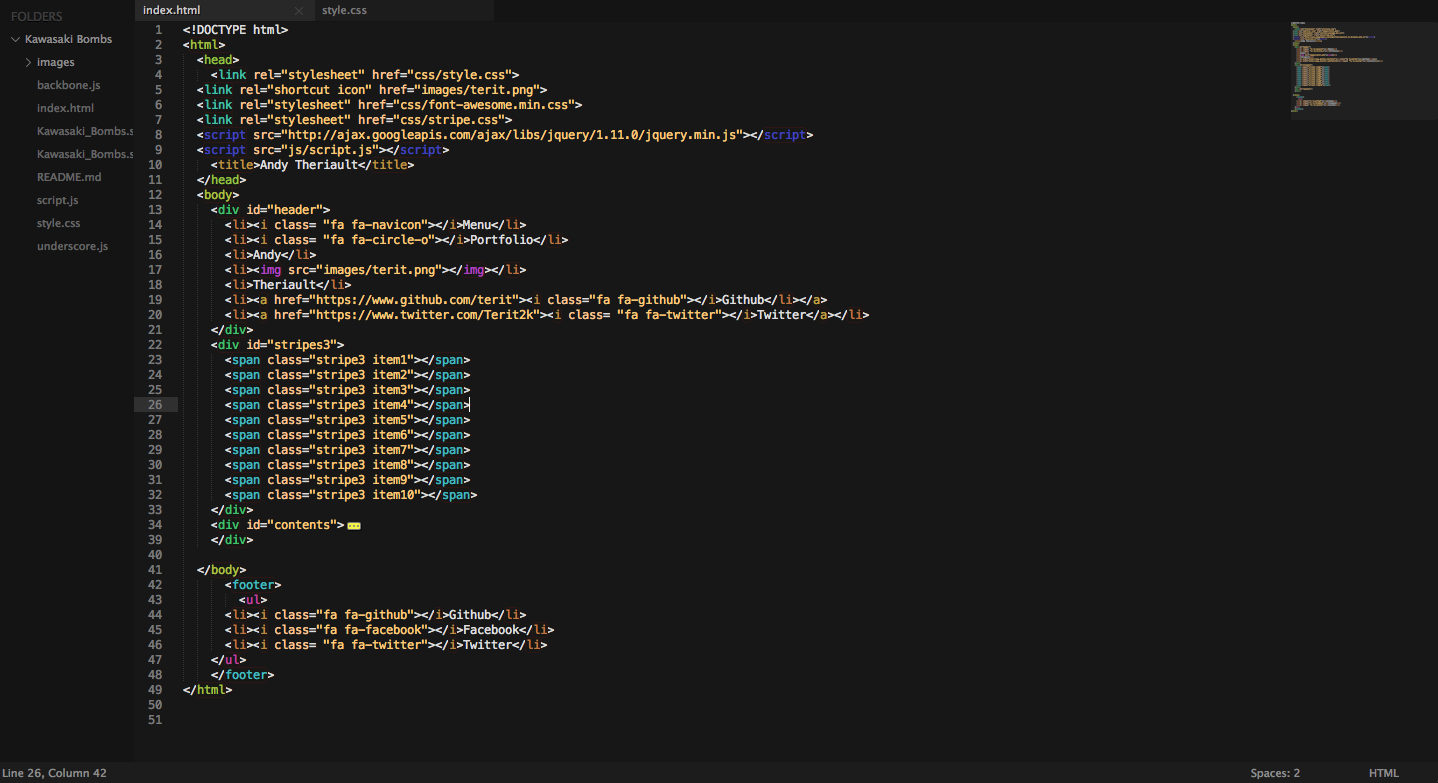 FOLDERS
Kawasaki Bombs
images
backbone.js
index.html
Kawasaki_Bombs.s
Kawasaki_Bombs.s
README.md
script.js
style.css
underscore.js
index.html
style.css
1 <!DOCTYPE html>
2 <html>
3 <head>
4 <link rel="stylesheet" href="css/style.css">
5 <link rel="shortcut icon" href="images/terit.png">
6 <link rel="stylesheet" href="css/font-awesome.min.css">
7 <link rel="stylesheet" href="css/stripe.css">
8 <script src="http://ajax.googleapis.com/ajax/libs/jquery/1.11.0/jquery.min.js"></script>
9 <script src="js/script.js"></script>
10 <title>Andy Theriault</title>
11 </head>
12 <body>
13 <div id="header">
14 <li><i class= "fa fa-navicon"></i>Menu</li>
15 <li><i class= "fa fa-circle-o"></i>Portfolio</li>
16 <li>Andy</li>
17 <li><img src="images/terit.png"></img></li>
18 <li>Theriault</li>
19 <li><a href="https://www.github.com/terit"><i class="fa fa-github"></i>Github</li></a>
20 <li><a href="https://www.twitter.com/Terit2k"><i class= "fa fa-twitter"></i>Twitter</a></li>
21 </div>
22 <div id="stripes3">
23 <span class="stripe3 item1"></span>
24 <span class="stripe3 item2"></span>
25 <span class="stripe3 item3"></span>
26 <span class="stripe3 item4"></span>
27 <span class="stripe3 item5"></span>
28 <span class="stripe3 item6"></span>
29 <span class="stripe3 item7"></span>
30 <span class="stripe3 item8"></span>
31 <span class="stripe3 item9"></span>
32 <span class="stripe3 item10"></span>
33 </div>
34 <div id="contents">
39 </div>
40
41 </body>
42 <footer>
43 <ul>
44 <li><i class="fa fa-github"></i>Github</li>
45 <li><i class="fa fa-facebook"></i>Facebook</li>
46 <li><i class= "fa fa-twitter"></i>Twitter</li>
47 </ul>
48 </footer>
49 </html>
50
51
Line 26, Column 42
Spaces: 2
HTML